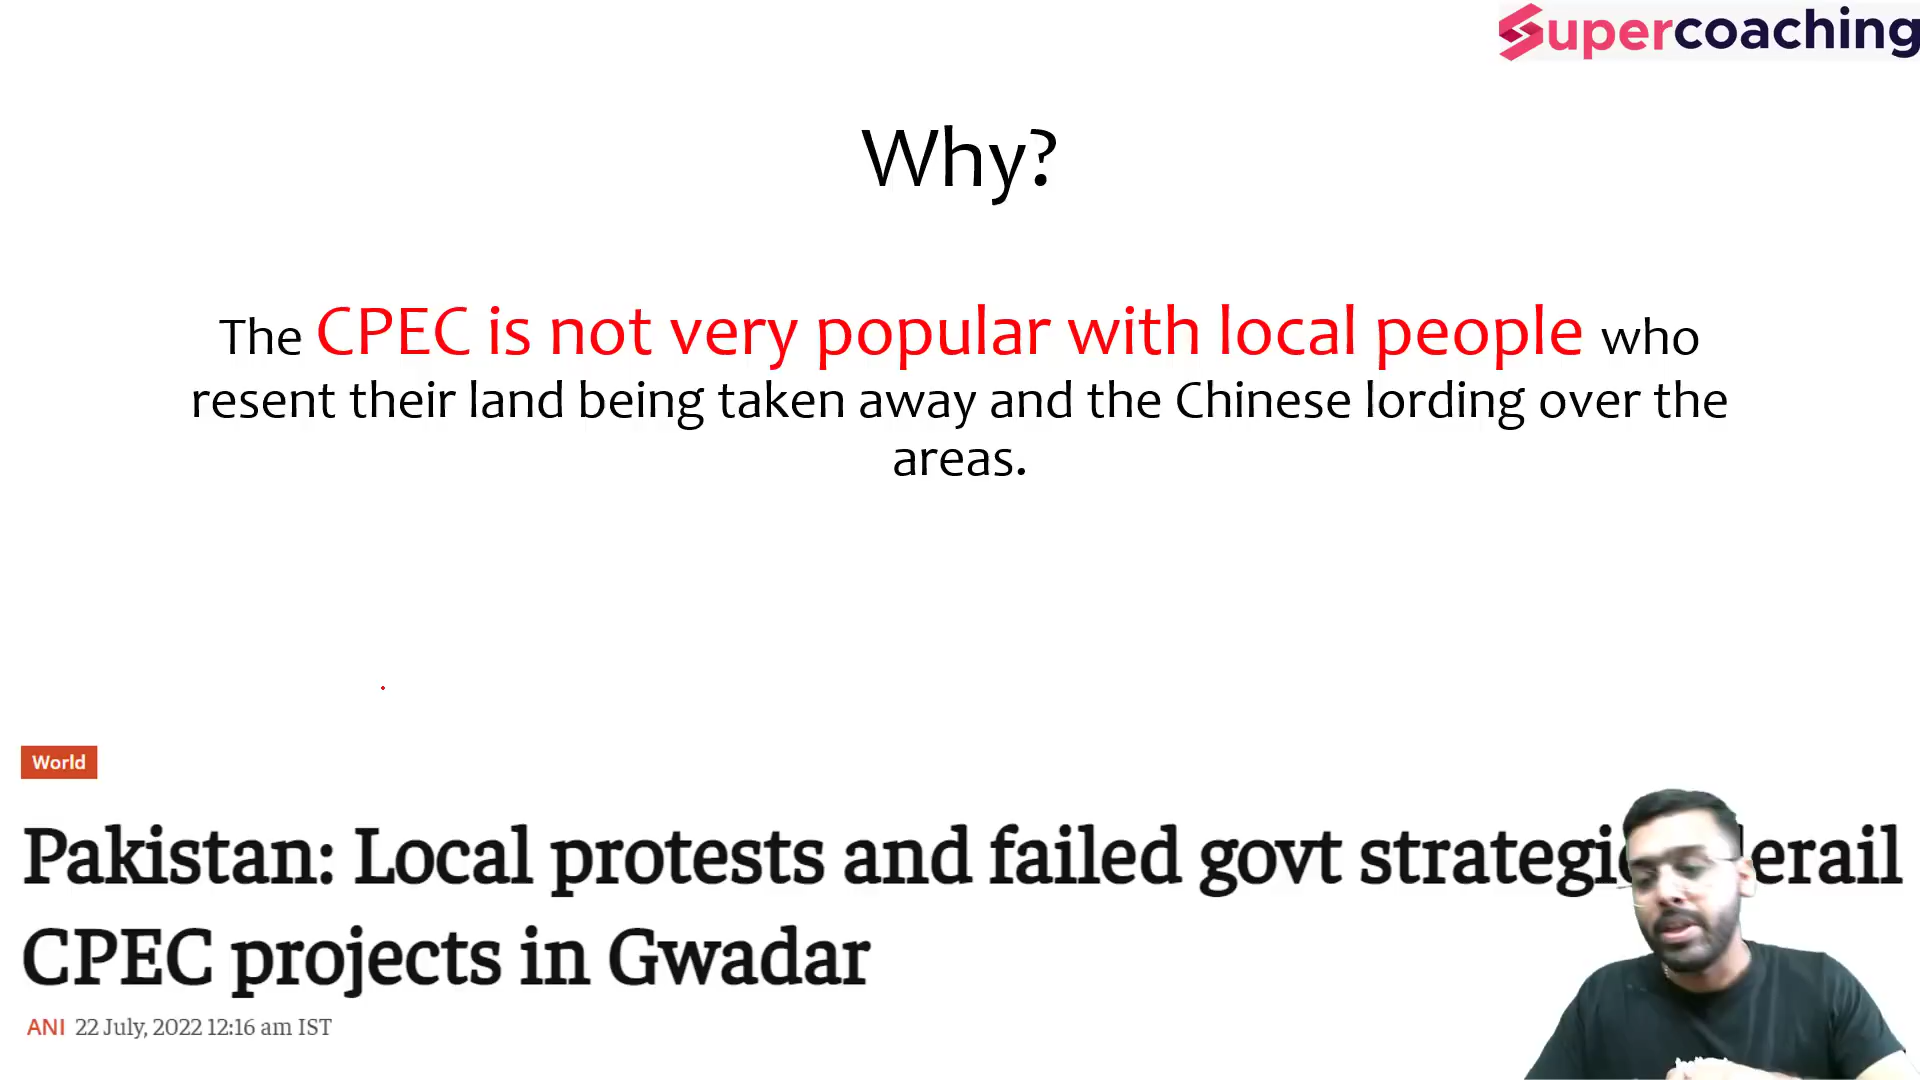 Supercoaching
Why?
The CPEC is not very popular with local people who
resent their land being taken away and the Chinese lording over the
areas.
World
Pakistan: Local protests and failed govt
CPEC projects in Gwadar
ANI 22 July, 2022 12:16 am IST